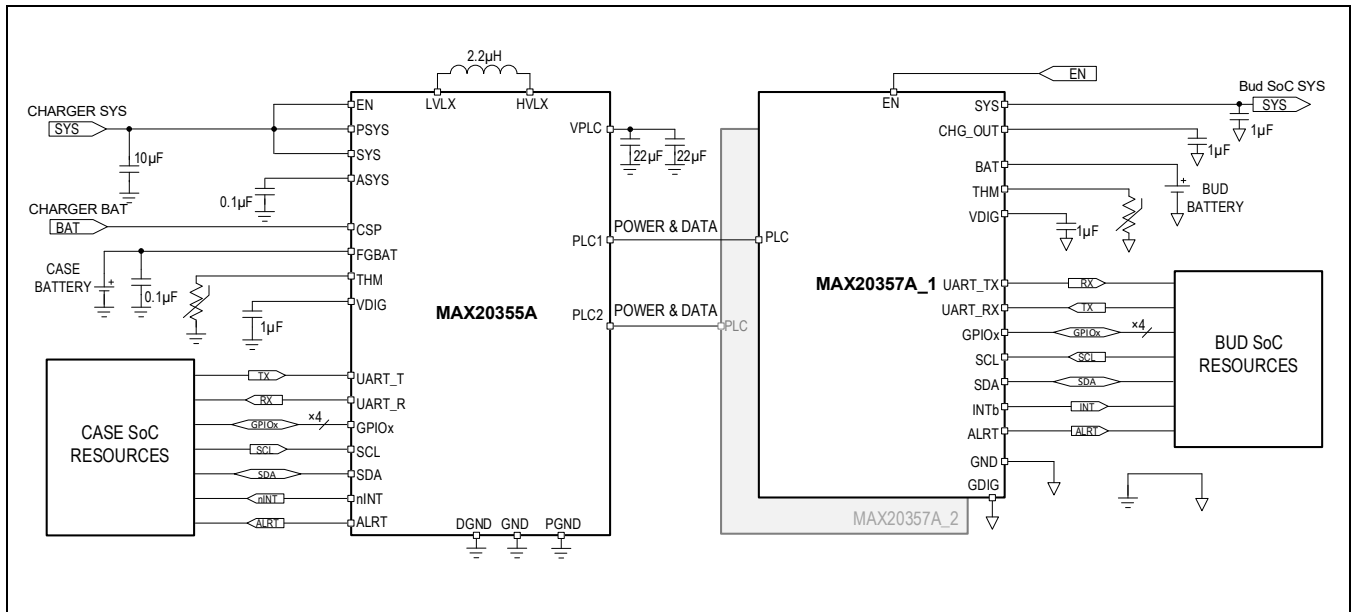 2.2µH
LVLX
HVLX
CHARGER SYS
SYS
10µF
0.1µF
CHARGER BAT
BAT
CASE
BATTERY
0.1µF
1µF
EN
PSYS
SYS
ASYS
CSP
FGBAT
THM
VDIG
MAX20355A
VPLC
22µF
22µF
PLC1
PLC2
POWER & DATA
POWER & DATA
CASE SoC
RESOURCES
TX
RX
GPIOx
×4
SCL
SDA
nINT
ALRT
UART_T
UART_R
GPIOx
SCL
SDA
nINT
ALRT
DGND
GND
PGND
EN
EN
PLC
PLC
MAX20357A_1
MAX20357A_2
SYS
CHG_OUT
BAT
THM
VDIG
UART_TX
UART_RX
GPIOx
SCL
SDA
INTb
ALRT
GND
GDIG
Bud SoC SYS
SYS
1µF
1µF
BUD
BATTERY
1µF
RX
TX
GPIOx
×4
SCL
SDA
INT
ALRT
BUD SoC
RESOURCES